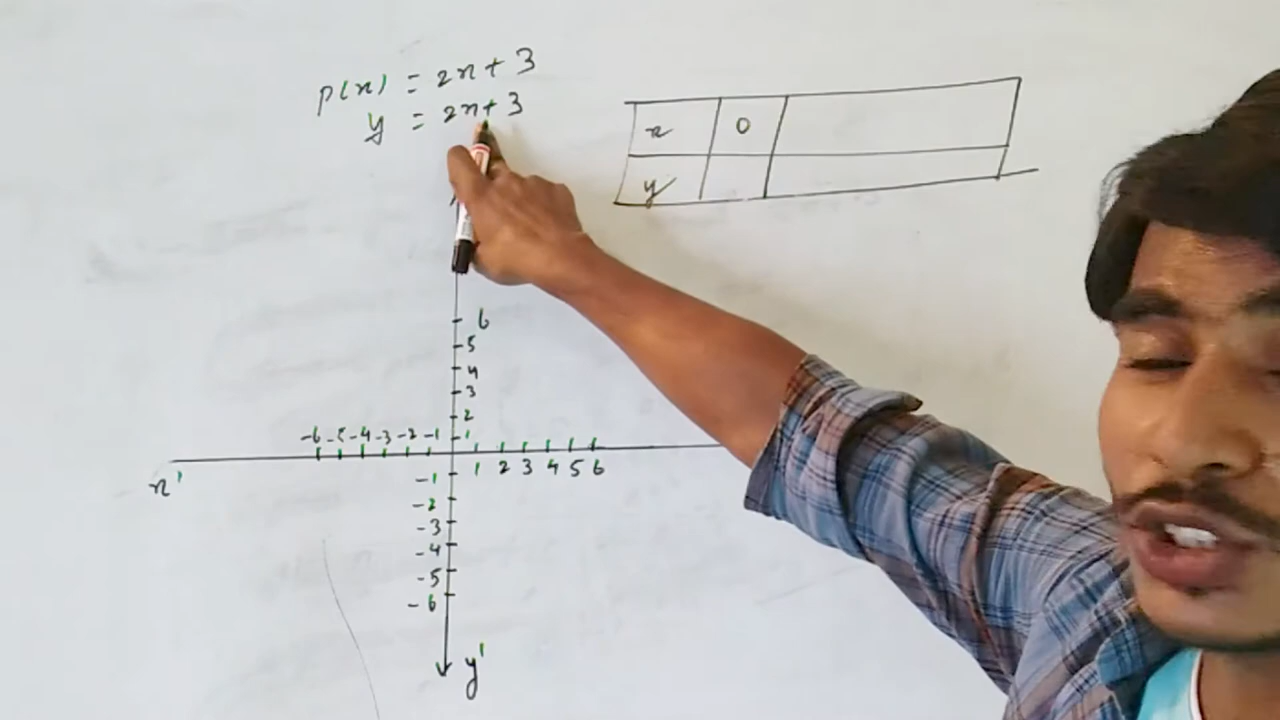 p(x) = 2x + 3
y = 2x + 3
x 0
y
6
5
4
3
2
1
-6 -5 -4 -3 -2 -1
1 2 3 4 5 6
x'
-1
-2
-3
-4
-5
-6
y'